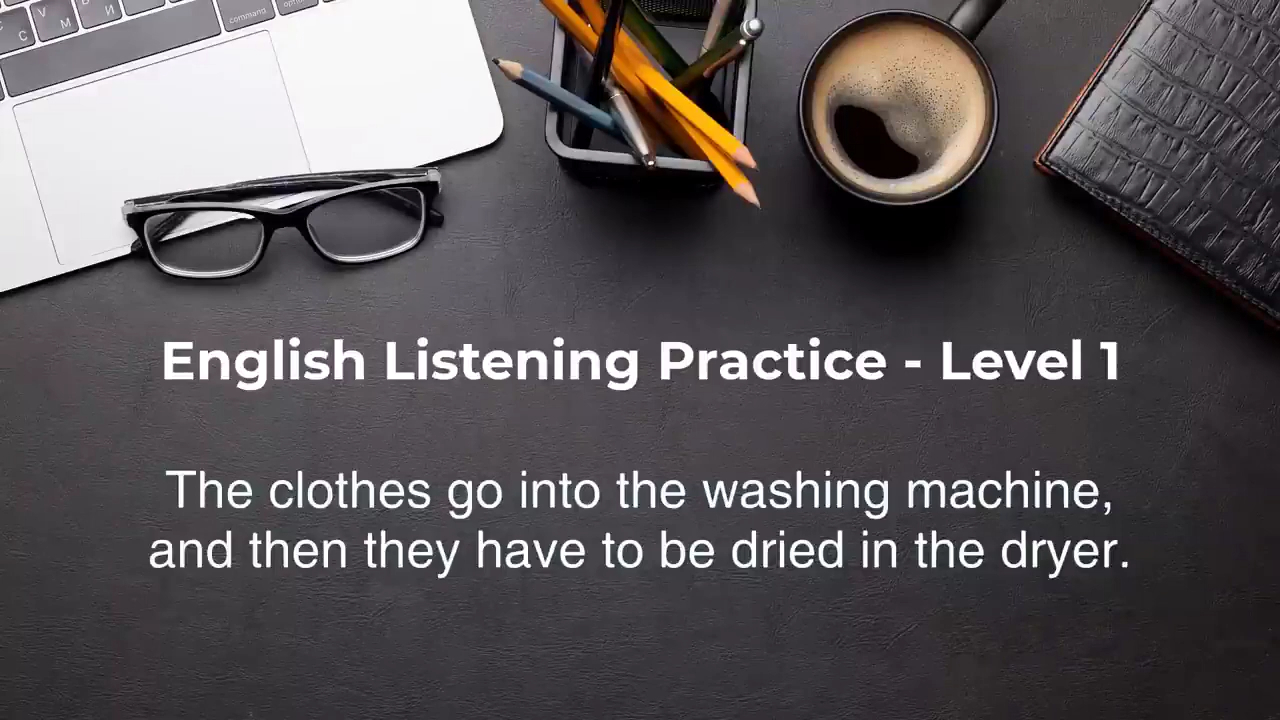 command
English Listening Practice - Level 1
The clothes go into the washing machine,
and then they have to be dried in the dryer.